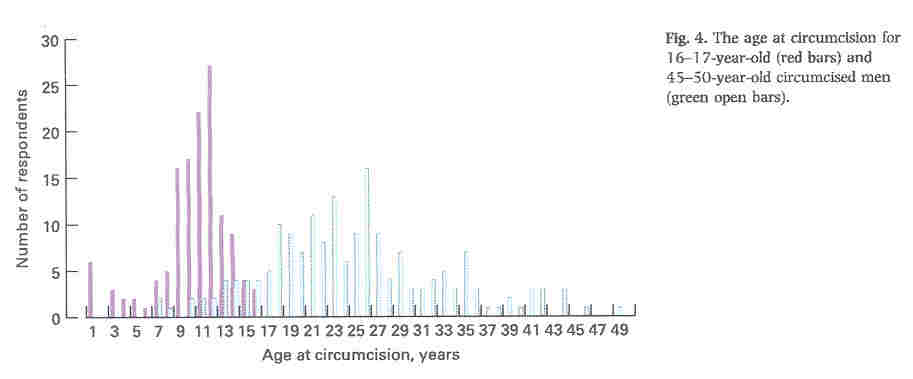 Fig. 4. The age at circumcision for
16–17-year-old (red bars) and
45–50-year-old circumcised men
(green open bars).
30
25
20
15
10
5
0
Number of respondents
1 3 5 7 9 11 13 15 17 19 21 23 25 27 29 31 33 35 37 39 41 43 45 47 49
Age at circumcision, years